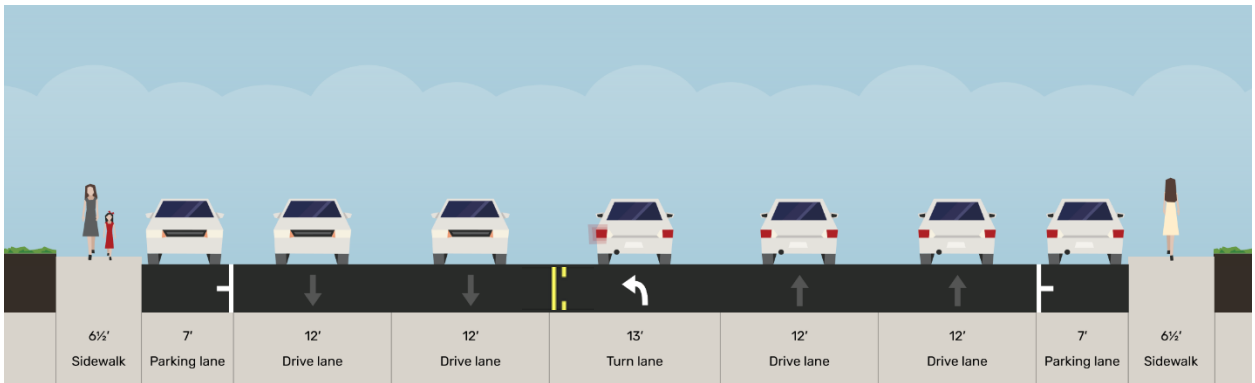 6½′ 7′ 12′ 12′ 13′ 12′ 12′ 7′ 6½′
Sidewalk Parking lane Drive lane Drive lane Turn lane Drive lane Drive lane Parking lane Sidewalk